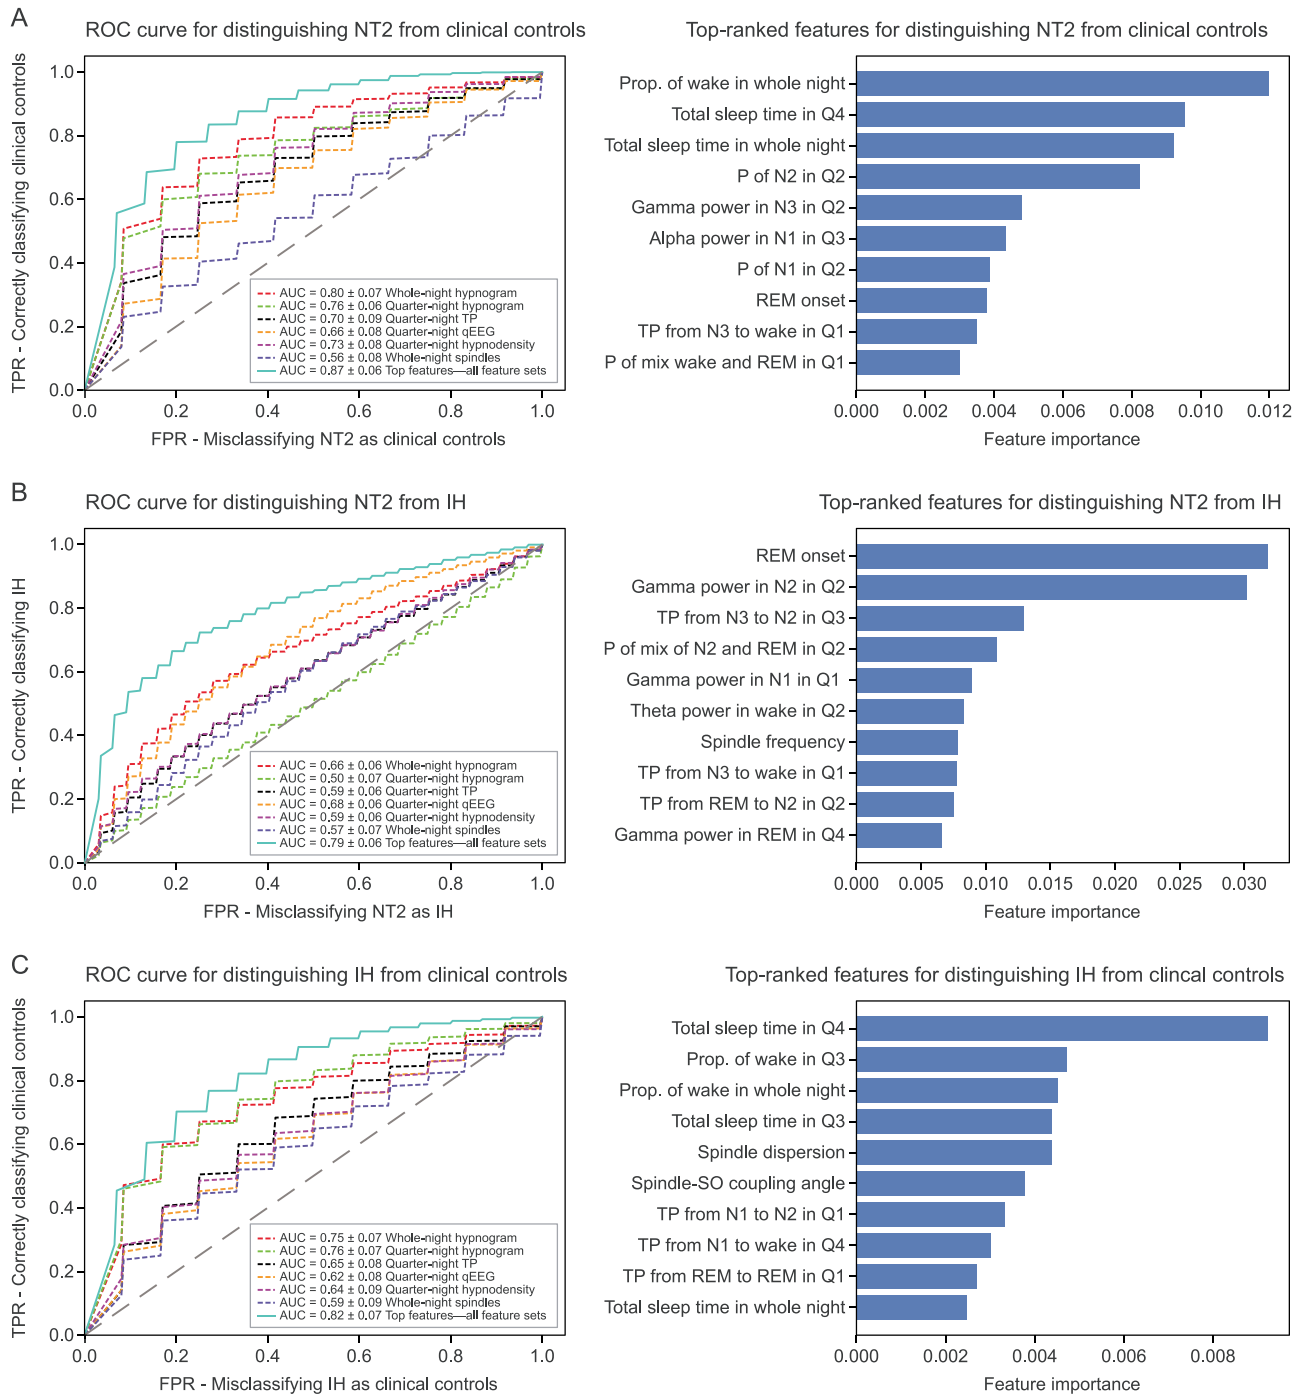 A
ROC curve for distinguishing NT2 from clinical controls
TPR - Correctly classifying clinical controls
1.0
0.8
0.6
0.4
0.2
0.0
AUC = 0.80 ± 0.07 Whole-night hypnogram
AUC = 0.76 ± 0.06 Quarter-night hypnogram
AUC = 0.70 ± 0.09 Quarter-night TP
AUC = 0.66 ± 0.08 Quarter-night qEEG
AUC = 0.73 ± 0.08 Quarter-night hypnodensity
AUC = 0.56 ± 0.08 Whole-night spindles
AUC = 0.87 ± 0.06 Top features—all feature sets
0.0 0.2 0.4 0.6 0.8 1.0
FPR - Misclassifying NT2 as clinical controls
Top-ranked features for distinguishing NT2 from clinical controls
Prop. of wake in whole night
Total sleep time in Q4
Total sleep time in whole night
P of N2 in Q2
Gamma power in N3 in Q2
Alpha power in N1 in Q3
P of N1 in Q2
REM onset
TP from N3 to wake in Q1
P of mix wake and REM in Q1
0.000 0.002 0.004 0.006 0.008 0.010 0.012
Feature importance
B
ROC curve for distinguishing NT2 from IH
TPR - Correctly classifying IH
1.0
0.8
0.6
0.4
0.2
0.0
AUC = 0.66 ± 0.06 Whole-night hypnogram
AUC = 0.50 ± 0.07 Quarter-night hypnogram
AUC = 0.59 ± 0.06 Quarter-night TP
AUC = 0.68 ± 0.06 Quarter-night qEEG
AUC = 0.59 ± 0.06 Quarter-night hypnodensity
AUC = 0.57 ± 0.07 Whole-night spindles
AUC = 0.79 ± 0.06 Top features—all feature sets
0.0 0.2 0.4 0.6 0.8 1.0
FPR - Misclassifying NT2 as IH
Top-ranked features for distinguishing NT2 from IH
REM onset
Gamma power in N2 in Q2
TP from N3 to N2 in Q3
P of mix of N2 and REM in Q2
Gamma power in N1 in Q1
Theta power in wake in Q2
Spindle frequency
TP from N3 to wake in Q1
TP from REM to N2 in Q2
Gamma power in REM in Q4
0.000 0.005 0.010 0.015 0.020 0.025 0.030
Feature importance
C
ROC curve for distinguishing IH from clinical controls
TPR - Correctly classifying clinical controls
1.0
0.8
0.6
0.4
0.2
0.0
AUC = 0.75 ± 0.07 Whole-night hypnogram
AUC = 0.76 ± 0.07 Quarter-night hypnogram
AUC = 0.65 ± 0.08 Quarter-night TP
AUC = 0.62 ± 0.08 Quarter-night qEEG
AUC = 0.64 ± 0.09 Quarter-night hypnodensity
AUC = 0.59 ± 0.09 Whole-night spindles
AUC = 0.82 ± 0.07 Top features—all feature sets
0.0 0.2 0.4 0.6 0.8 1.0
FPR - Misclassifying IH as clinical controls
Top-ranked features for distinguishing IH from clincal controls
Total sleep time in Q4
Prop. of wake in Q3
Prop. of wake in whole night
Total sleep time in Q3
Spindle dispersion
Spindle-SO coupling angle
TP from N1 to N2 in Q1
TP from N1 to wake in Q4
TP from REM to REM in Q1
Total sleep time in whole night
0.000 0.002 0.004 0.006 0.008
Feature importance